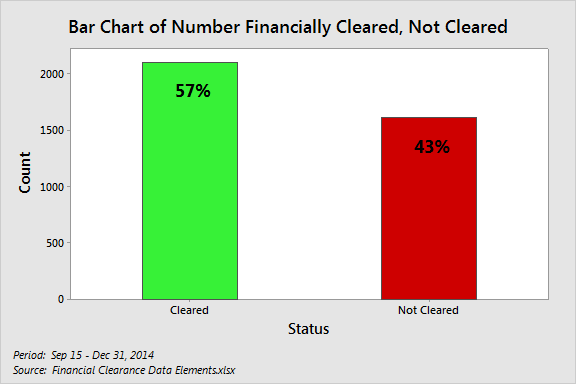 Bar Chart of Number Financially Cleared, Not Cleared
2000
1500
1000
500
0
Count
57%
43%
Cleared
Not Cleared
Status
Period: Sep 15 - Dec 31, 2014
Source: Financial Clearance Data Elements.xlsx